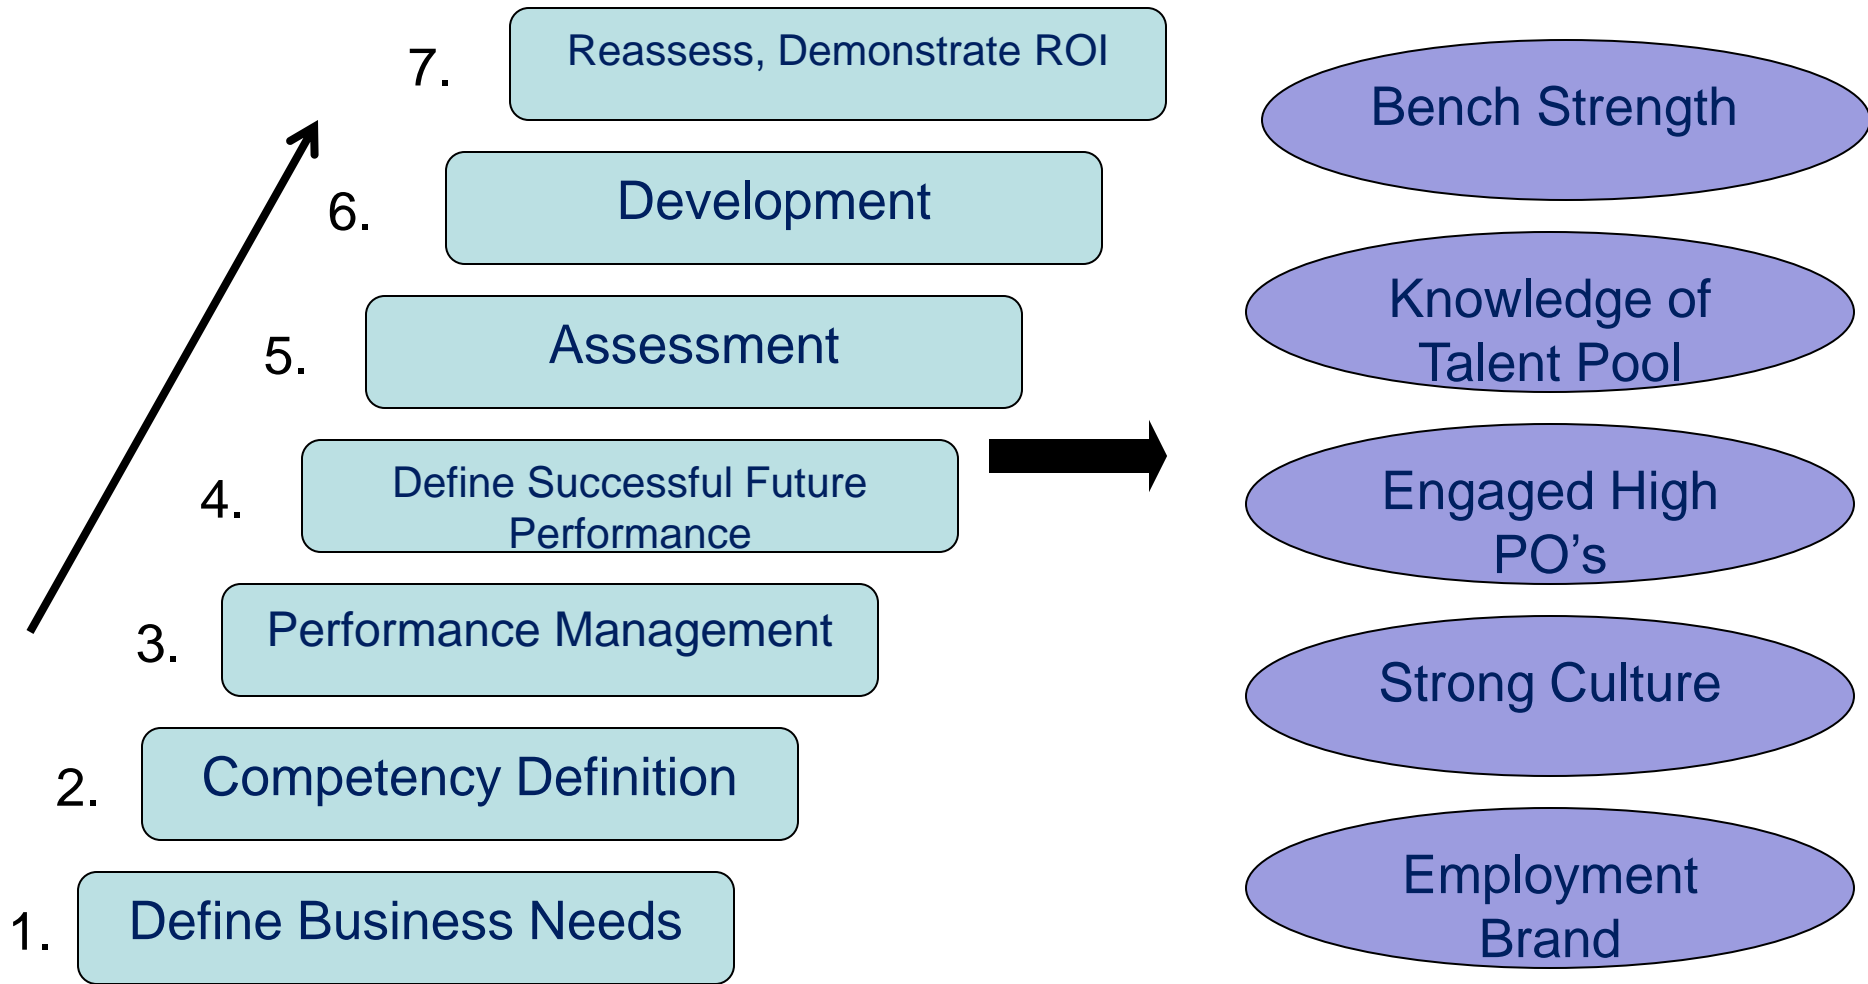 7.
Reassess, Demonstrate ROI
6.
Development
5.
Assessment
4.
Define Successful Future
Performance
3.
Performance Management
2.
Competency Definition
1.
Define Business Needs
Bench Strength
Knowledge of
Talent Pool
Engaged High
PO’s
Strong Culture
Employment
Brand